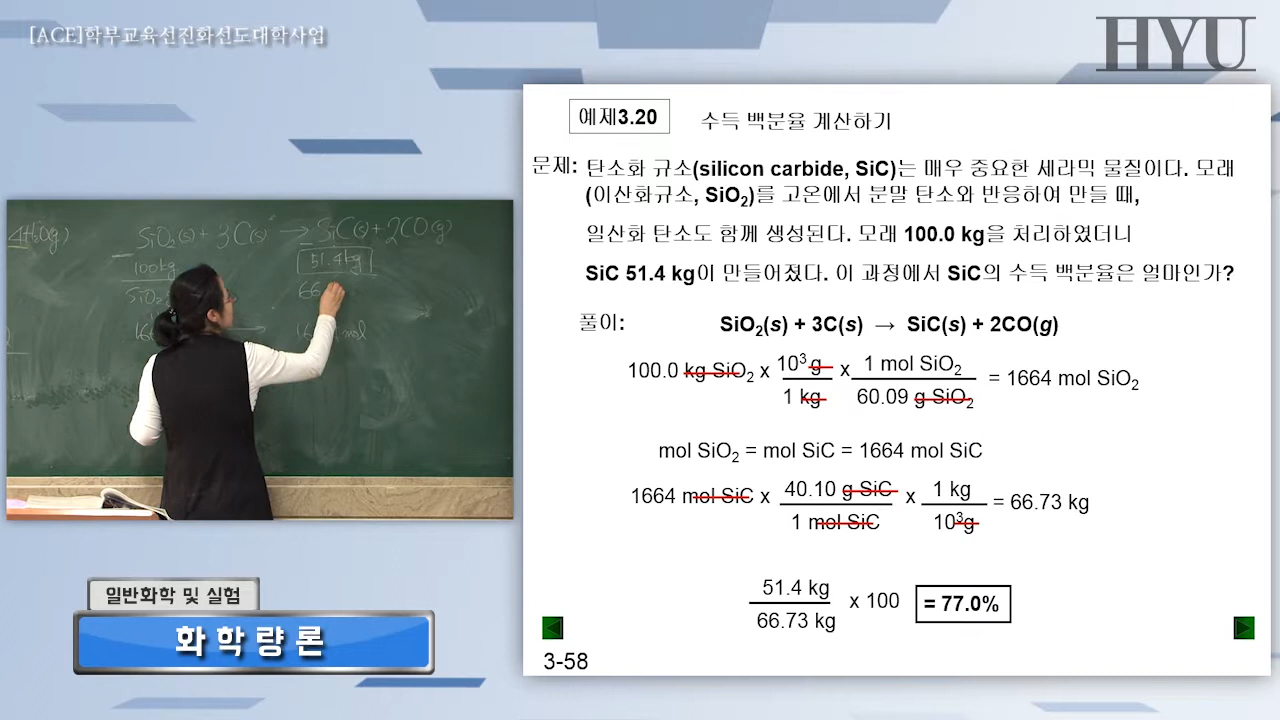 [ACE]학부교육선진화선도대학사업
HYU
SiO₂(s) + 3C(s) → SiC(s) + 2CO(g)
100kg
51.4kg
SiO₂
66
mol
일반화학 및 실험
화학량론
예제3.20
수득 백분율 계산하기
문제: 탄소화 규소(silicon carbide, SiC)는 매우 중요한 세라믹 물질이다. 모래
(이산화규소, SiO₂)를 고온에서 분말 탄소와 반응하여 만들 때,
일산화 탄소도 함께 생성된다. 모래 100.0 kg을 처리하였더니
SiC 51.4 kg이 만들어졌다. 이 과정에서 SiC의 수득 백분율은 얼마인가?
풀이: SiO₂(s) + 3C(s) → SiC(s) + 2CO(g)
100.0 kg SiO₂ x 10³ g / 1 kg x 1 mol SiO₂ / 60.09 g SiO₂ = 1664 mol SiO₂
mol SiO₂ = mol SiC = 1664 mol SiC
1664 mol SiC x 40.10 g SiC / 1 mol SiC x 1 kg / 10³g = 66.73 kg
51.4 kg / 66.73 kg x 100 = 77.0%
3-58